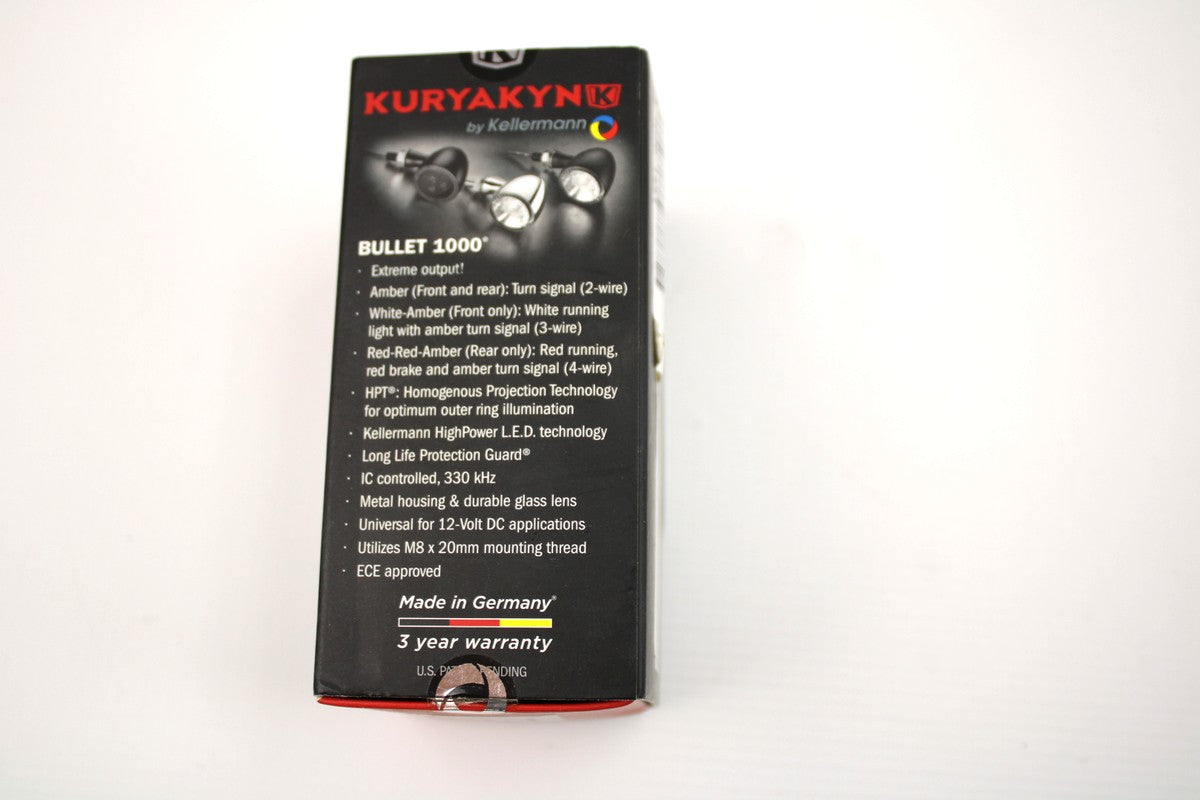 KURYAKYN K
by Kellermann
BULLET 1000®
· Extreme output!
· Amber (Front and rear): Turn signal (2-wire)
· White-Amber (Front only): White running
light with amber turn signal (3-wire)
· Red-Red-Amber (Rear only): Red running,
red brake and amber turn signal (4-wire)
· HPT®: Homogenous Projection Technology
for optimum outer ring illumination
· Kellermann HighPower L.E.D. technology
· Long Life Protection Guard®
· IC controlled, 330 kHz
· Metal housing & durable glass lens
· Universal for 12-Volt DC applications
· Utilizes M8 x 20mm mounting thread
· ECE approved
Made in Germany®
3 year warranty
U.S.